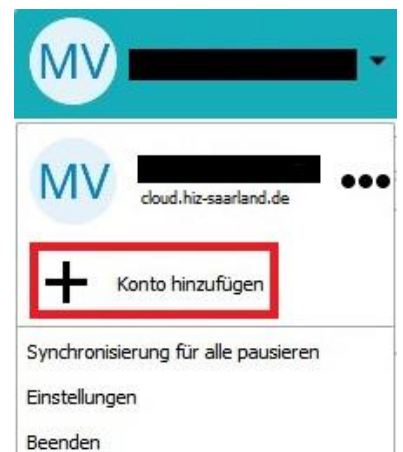 MV
MV
cloud.hiz-saarland.de
Konto hinzufügen
Synchronisierung für alle pausieren
Einstellungen
Beenden